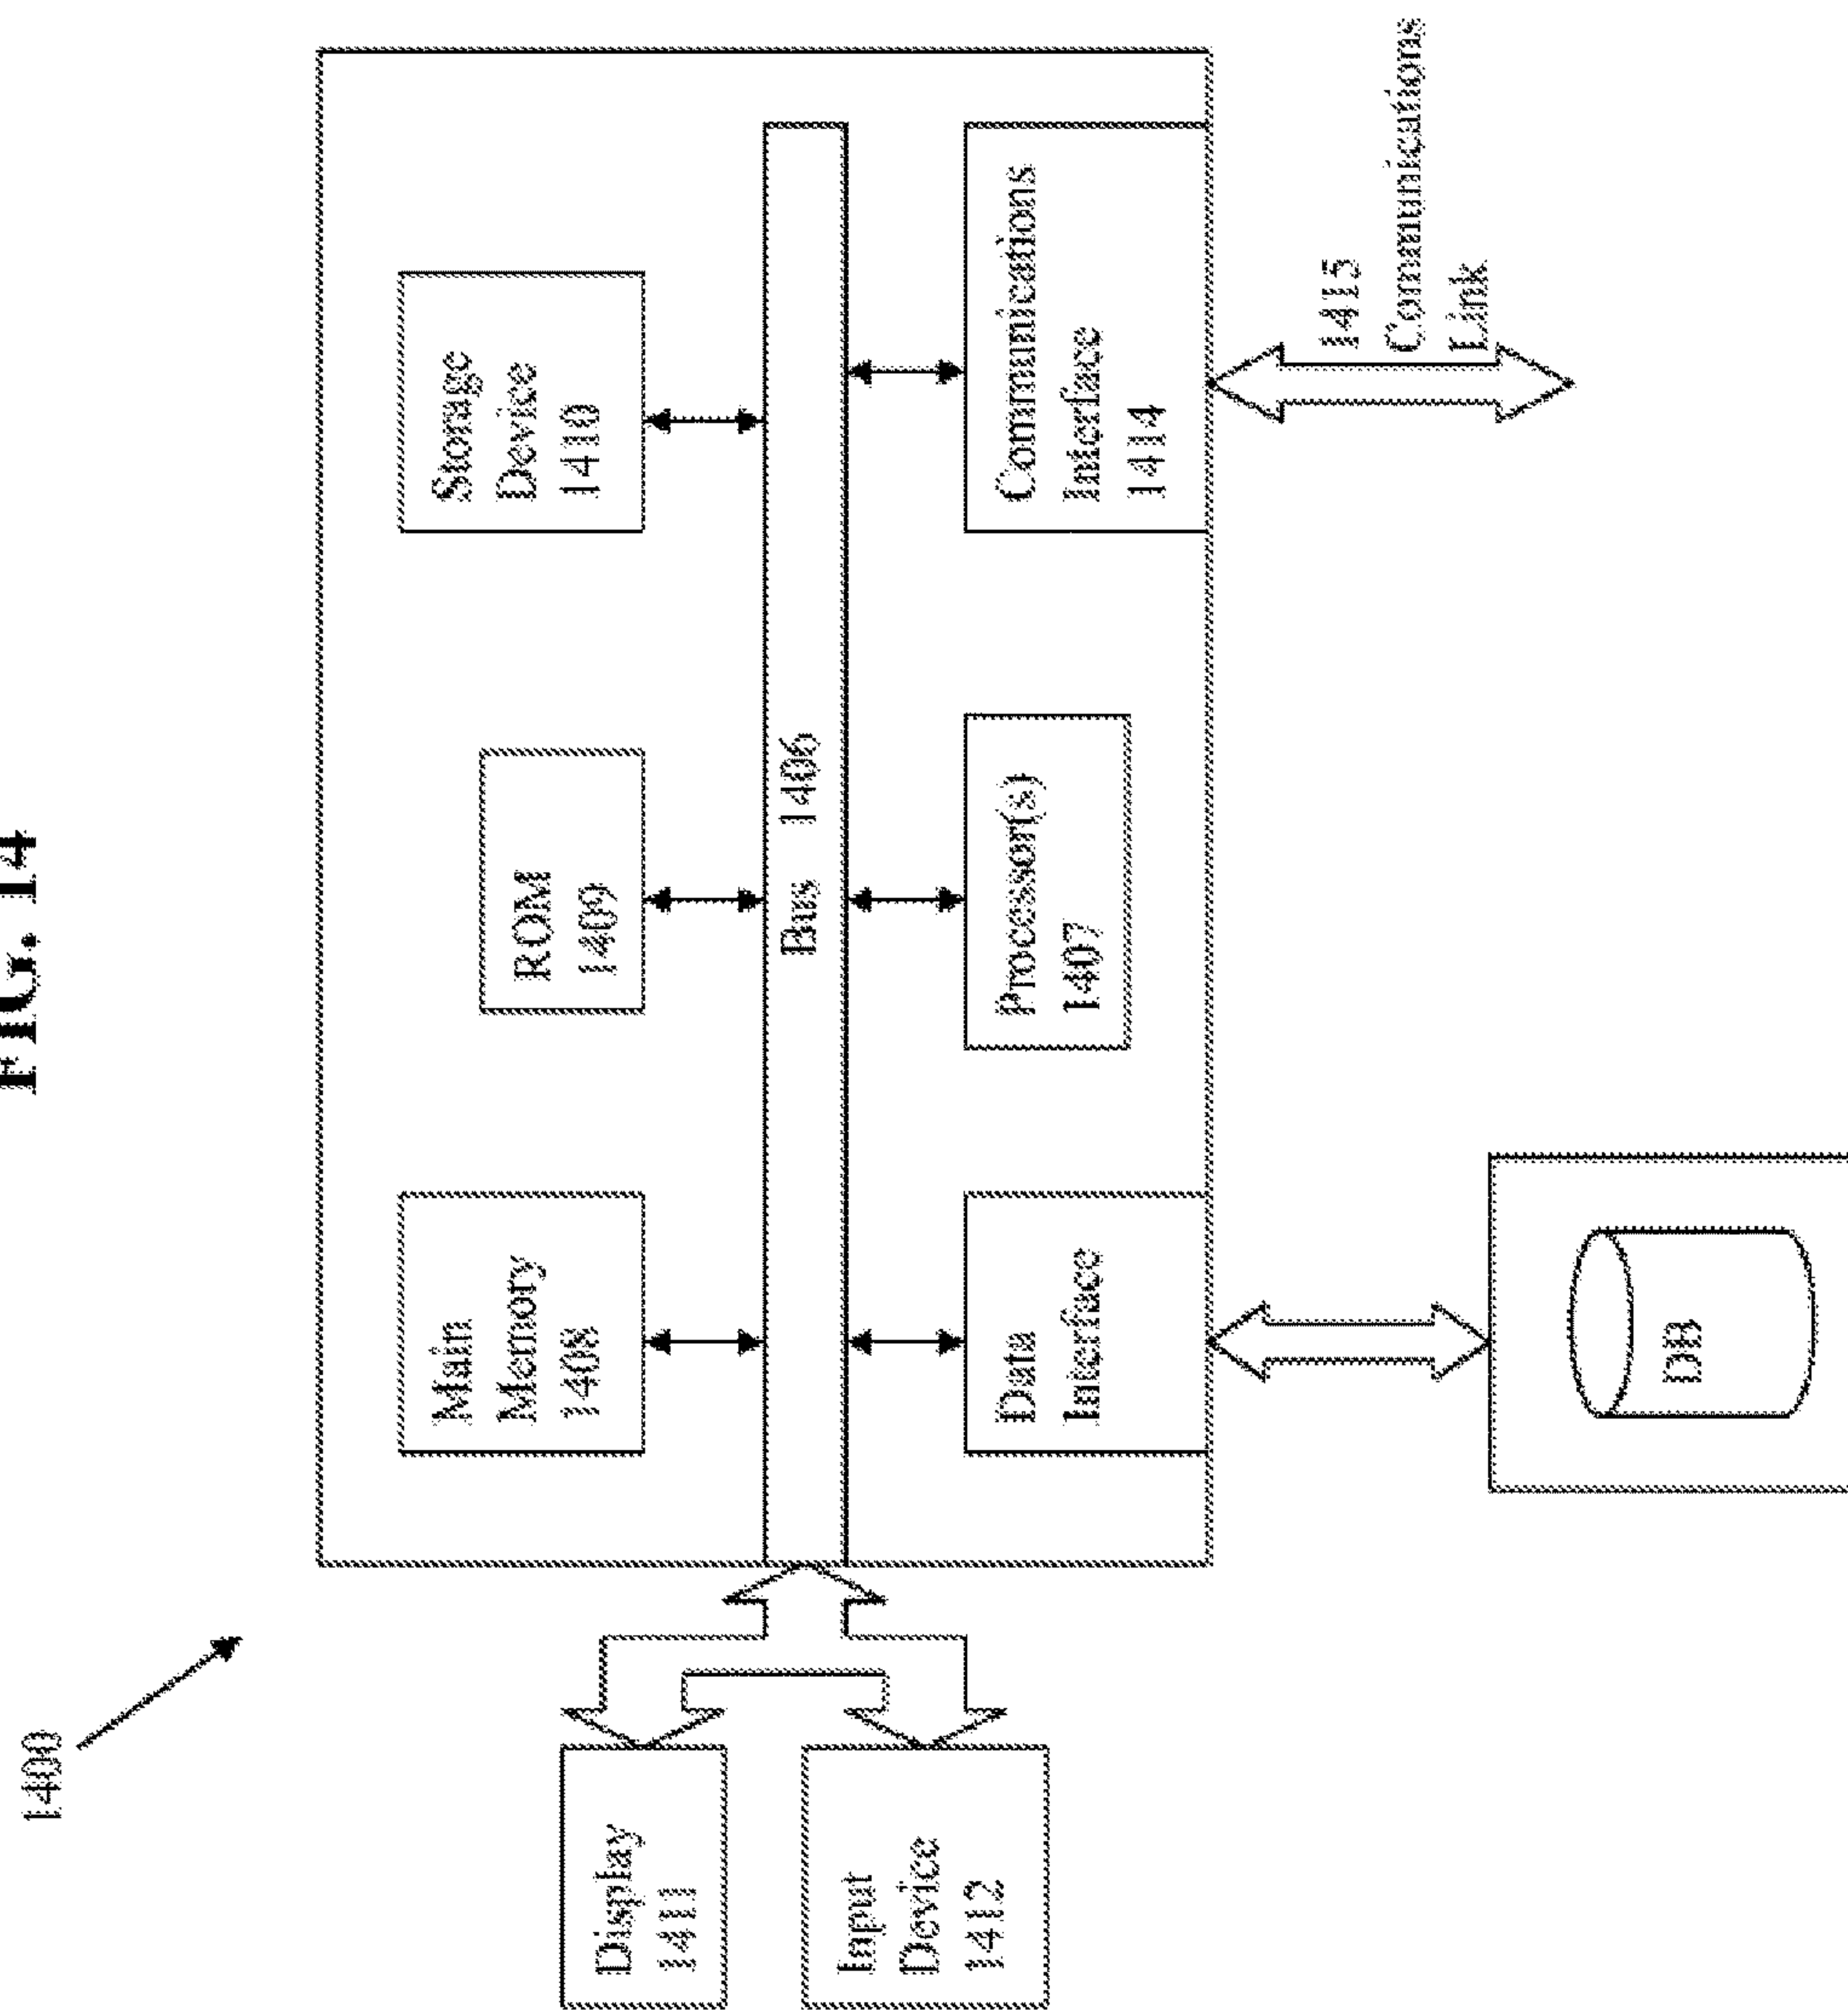 FIG. 14
1400
Main
Memory
1408
ROM
1409
Storage
Device
1410
Display
1411
Bus 1406
Input
Device
1412
Data
Interface
Processor(s)
1407
Communications
Interface
1414
1415
Communications
Link
DB